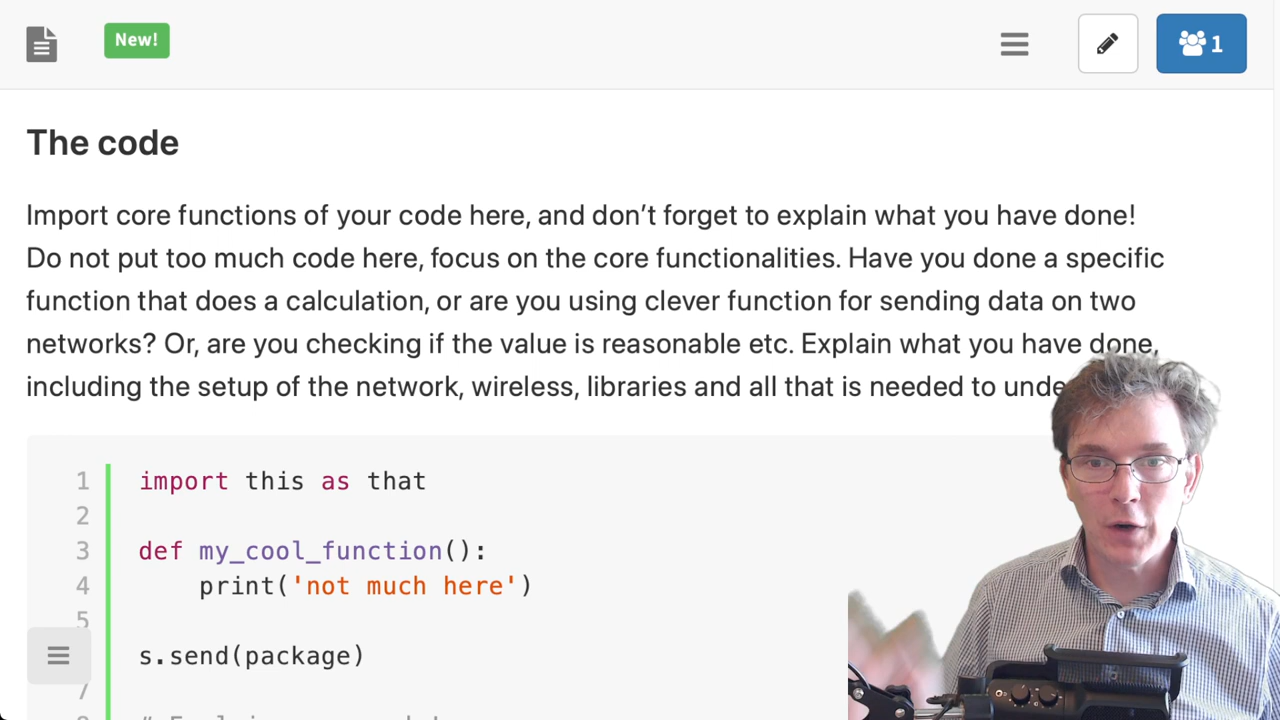 New!
1
The code
Import core functions of your code here, and don’t forget to explain what you have done!
Do not put too much code here, focus on the core functionalities. Have you done a specific
function that does a calculation, or are you using clever function for sending data on two
networks? Or, are you checking if the value is reasonable etc. Explain what you have done,
including the setup of the network, wireless, libraries and all that is needed to
1 import this as that
2
3 def my_cool_function():
4     print('not much here')
5
s.send(package)
7